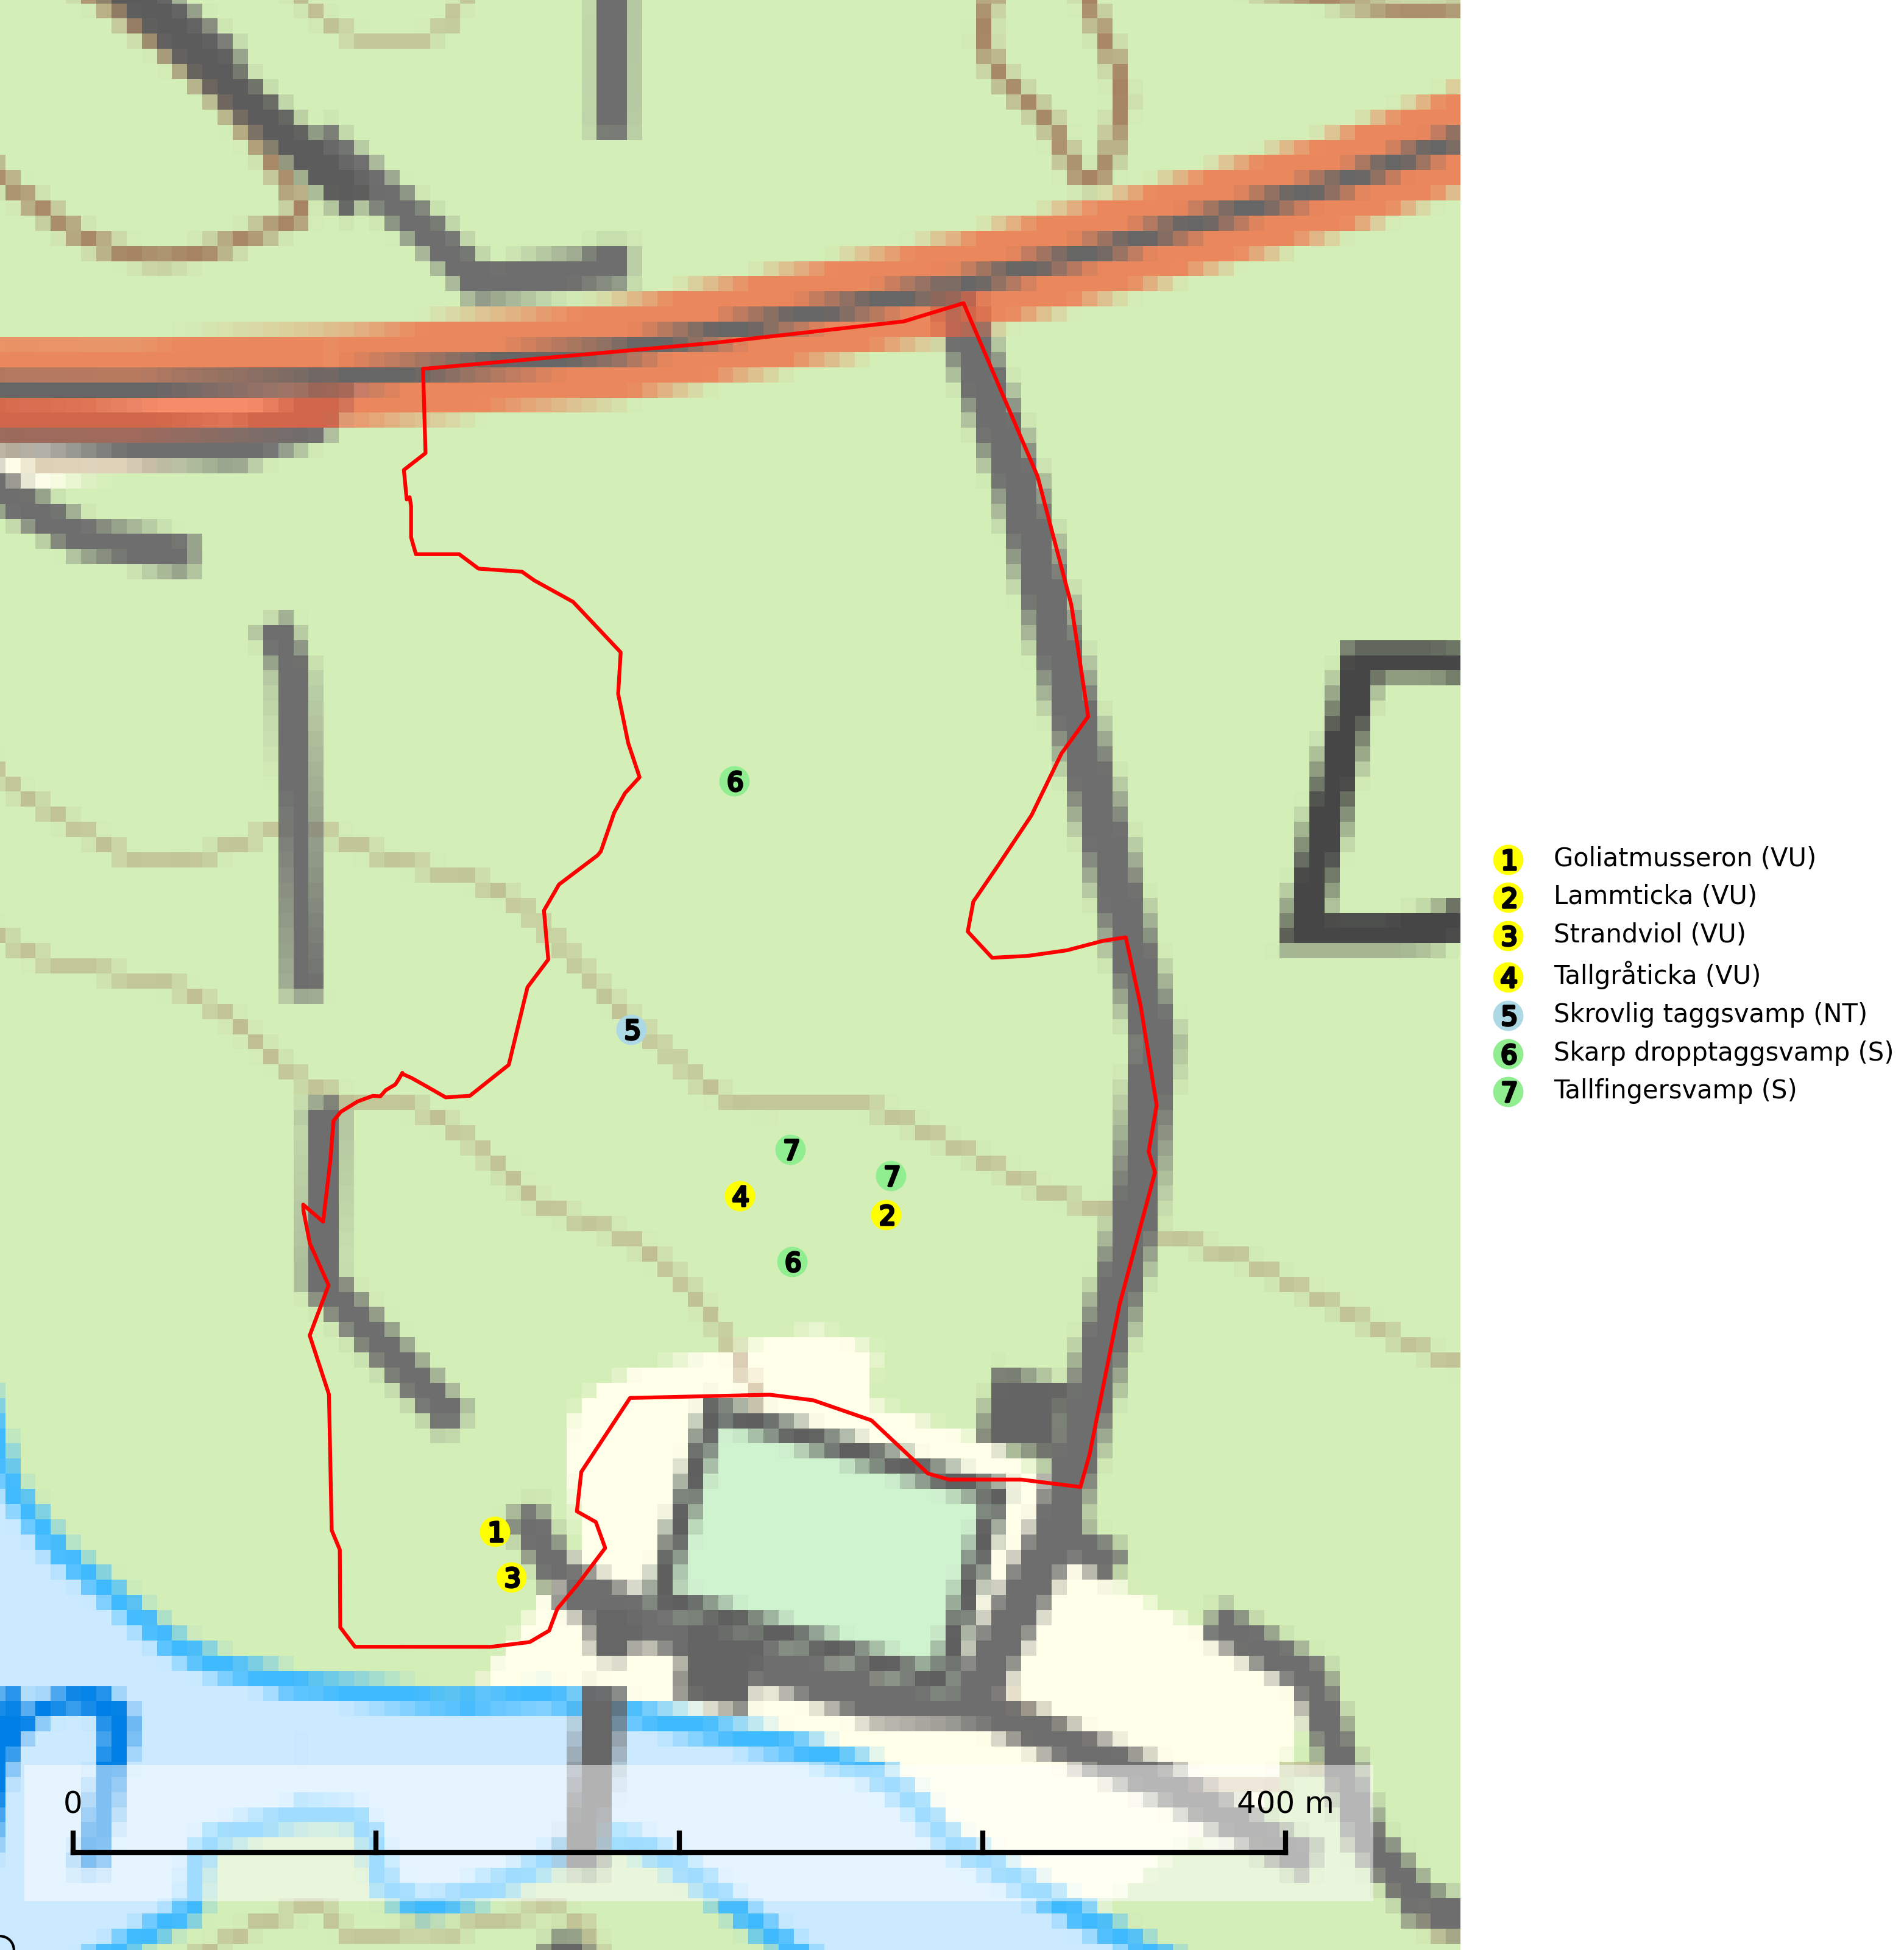 6
5
7
7
4
2
6
1
3
0 400 m
1 Goliatmusseron (VU)
2 Lammticka (VU)
3 Strandviol (VU)
4 Tallgråticka (VU)
5 Skrovlig taggsvamp (NT)
6 Skarp dropptaggsvamp (S)
7 Tallfingersvamp (S)